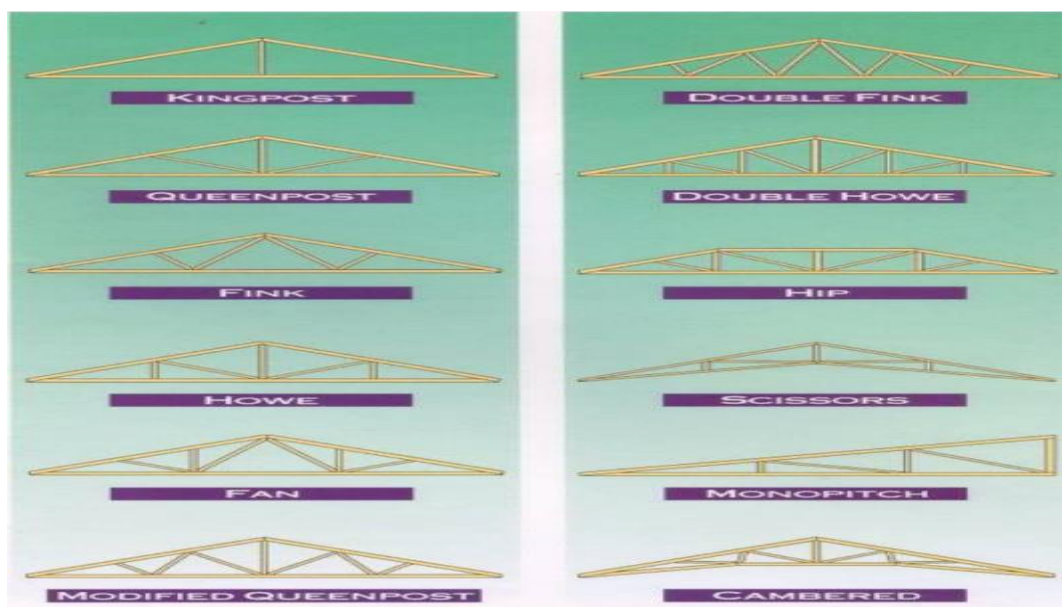 KINGPOST
QUEENPOST
FINK
HOWE
FAN
MODIFIED QUEENPOST
DOUBLE FINK
DOUBLE HOWE
HIP
SCISSORS
MONOPITCH
CAMBERED